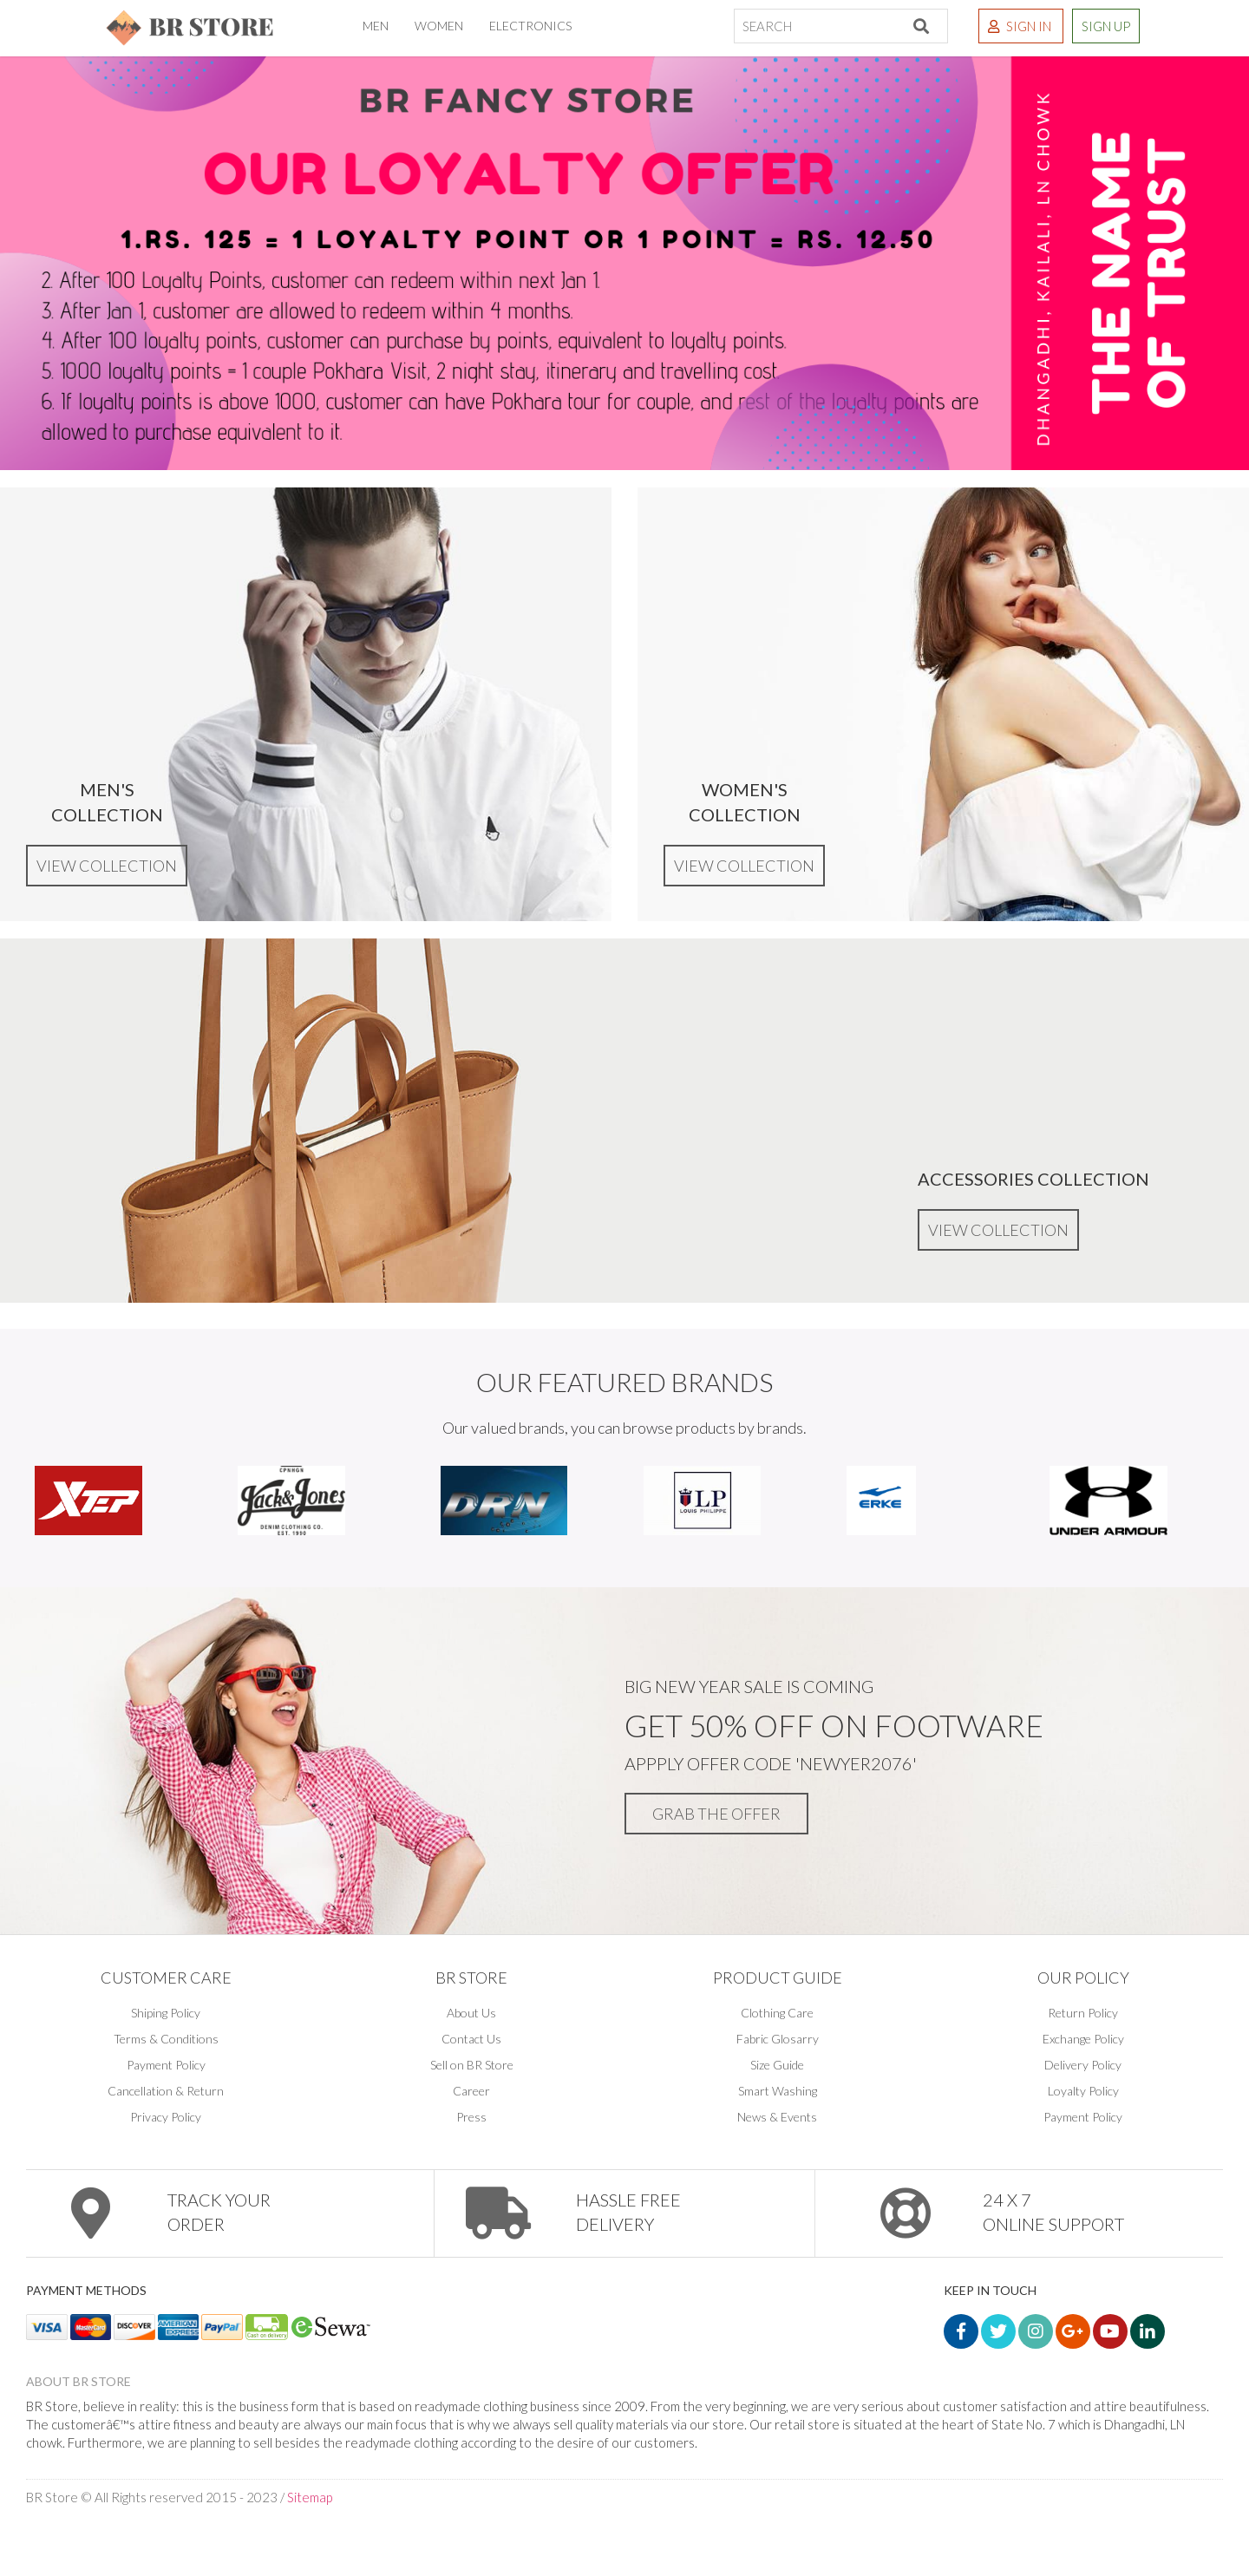 BR STORE
MEN WOMEN ELECTRONICS
SEARCH
SIGN IN
SIGN UP
BR FANCY STORE
OUR LOYALTY OFFER
1.RS. 125 = 1 LOYALTY POINT OR 1 POINT = RS. 12.50
2. After 100 Loyalty Points, customer can redeem within next Jan 1.
3. After Jan 1, customer are allowed to redeem within 4 months.
4. After 100 loyalty points, customer can purchase by points, equivalent to loyalty points.
5. 1000 loyalty points = 1 couple Pokhara Visit, 2 night stay, itinerary and travelling cost.
6. If loyalty points is above 1000, customer can have Pokhara tour for couple, and rest of the loyalty points are
allowed to purchase equivalent to it.
DHANGADHI, KAILALI, LN CHOWK
THE NAME
OF TRUST
MEN'S
COLLECTION
VIEW COLLECTION
WOMEN'S
COLLECTION
VIEW COLLECTION
ACCESSORIES COLLECTION
VIEW COLLECTION
OUR FEATURED BRANDS
Our valued brands, you can browse products by brands.
XTEP
CPNHGN
Jack&Jones
DENIM CLOTHING CO.
EST. 1990
DRN
LP
LOUIS PHILIPPE
ERKE
UNDER ARMOUR
BIG NEW YEAR SALE IS COMING
GET 50% OFF ON FOOTWARE
APPPLY OFFER CODE 'NEWYER2076'
GRAB THE OFFER
CUSTOMER CARE
Shiping Policy
Terms & Conditions
Payment Policy
Cancellation & Return
Privacy Policy
BR STORE
About Us
Contact Us
Sell on BR Store
Career
Press
PRODUCT GUIDE
Clothing Care
Fabric Glosarry
Size Guide
Smart Washing
News & Events
OUR POLICY
Return Policy
Exchange Policy
Delivery Policy
Loyalty Policy
Payment Policy
TRACK YOUR
ORDER
HASSLE FREE
DELIVERY
24 X 7
ONLINE SUPPORT
PAYMENT METHODS
VISA
MasterCard
DISCOVER
AMERICAN EXPRESS
PayPal
Cash on delivery
eSewa
KEEP IN TOUCH
ABOUT BR STORE
BR Store, believe in reality: this is the business form that is based on readymade clothing business since 2009. From the very beginning, we are very serious about customer satisfaction and attire beautifulness.
The customerâ€™s attire fitness and beauty are always our main focus that is why we always sell quality materials via our store. Our retail store is situated at the heart of State No. 7 which is Dhangadhi, LN
chowk. Furthermore, we are planning to sell besides the readymade clothing according to the desire of our customers.
BR Store © All Rights reserved 2015 - 2023 / Sitemap